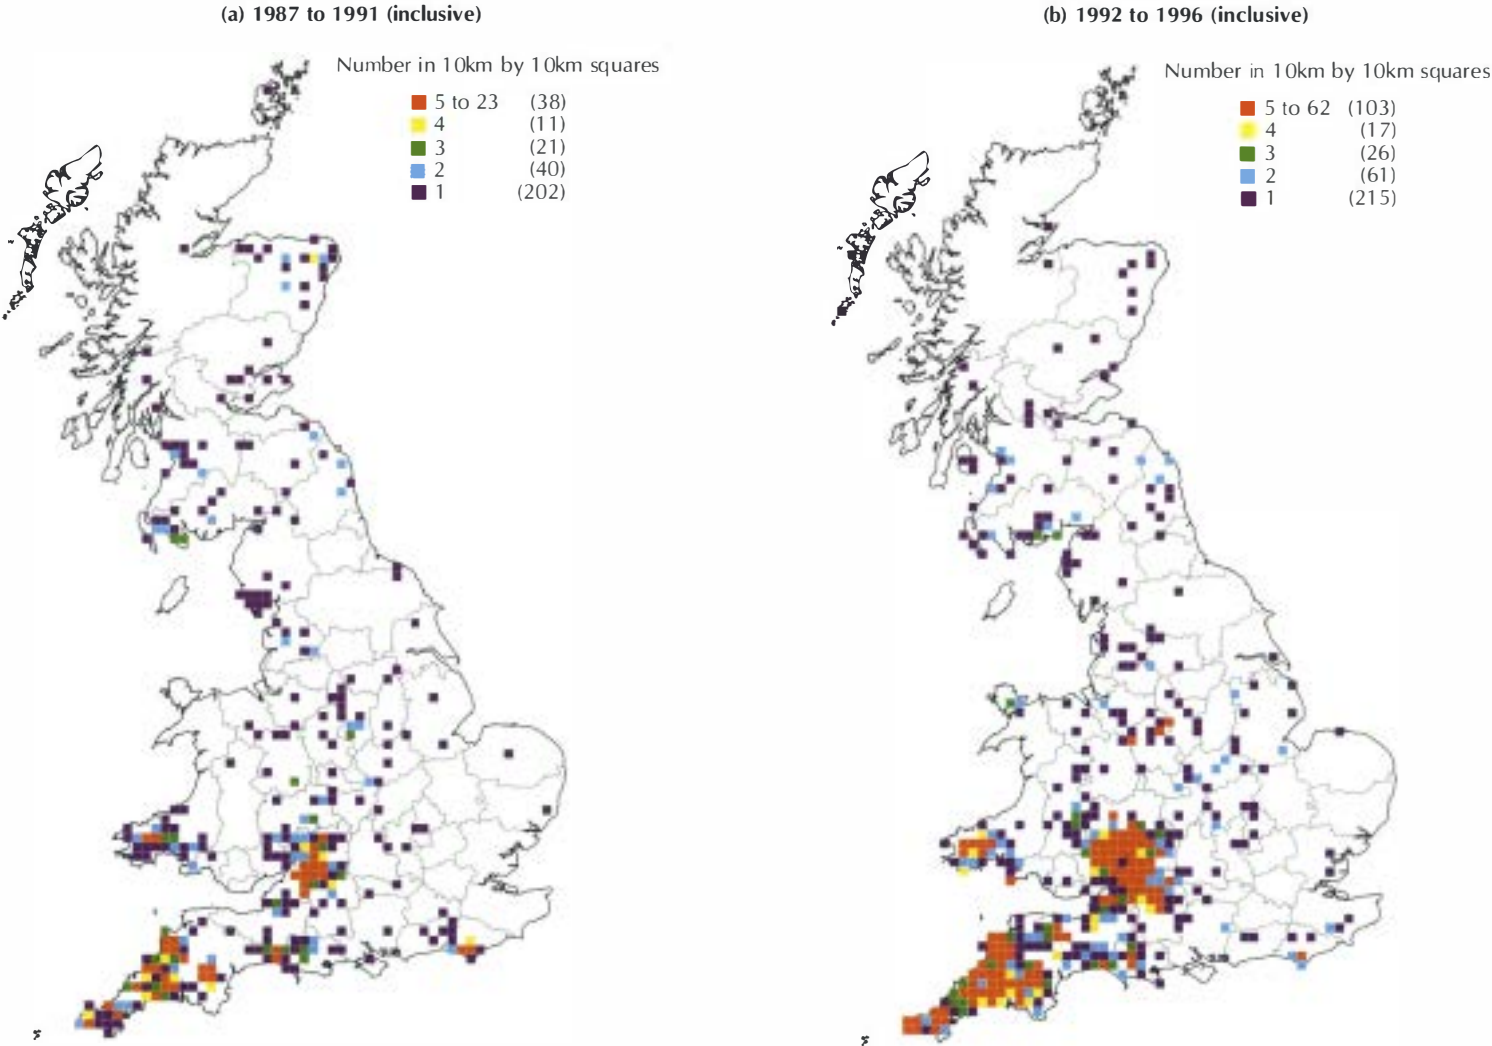 (a) 1987 to 1991 (inclusive)
Number in 10km by 10km squares
5 to 23 (38)
4 (11)
3 (21)
2 (40)
1 (202)
(b) 1992 to 1996 (inclusive)
Number in 10km by 10km squares
5 to 62 (103)
4 (17)
3 (26)
2 (61)
1 (215)